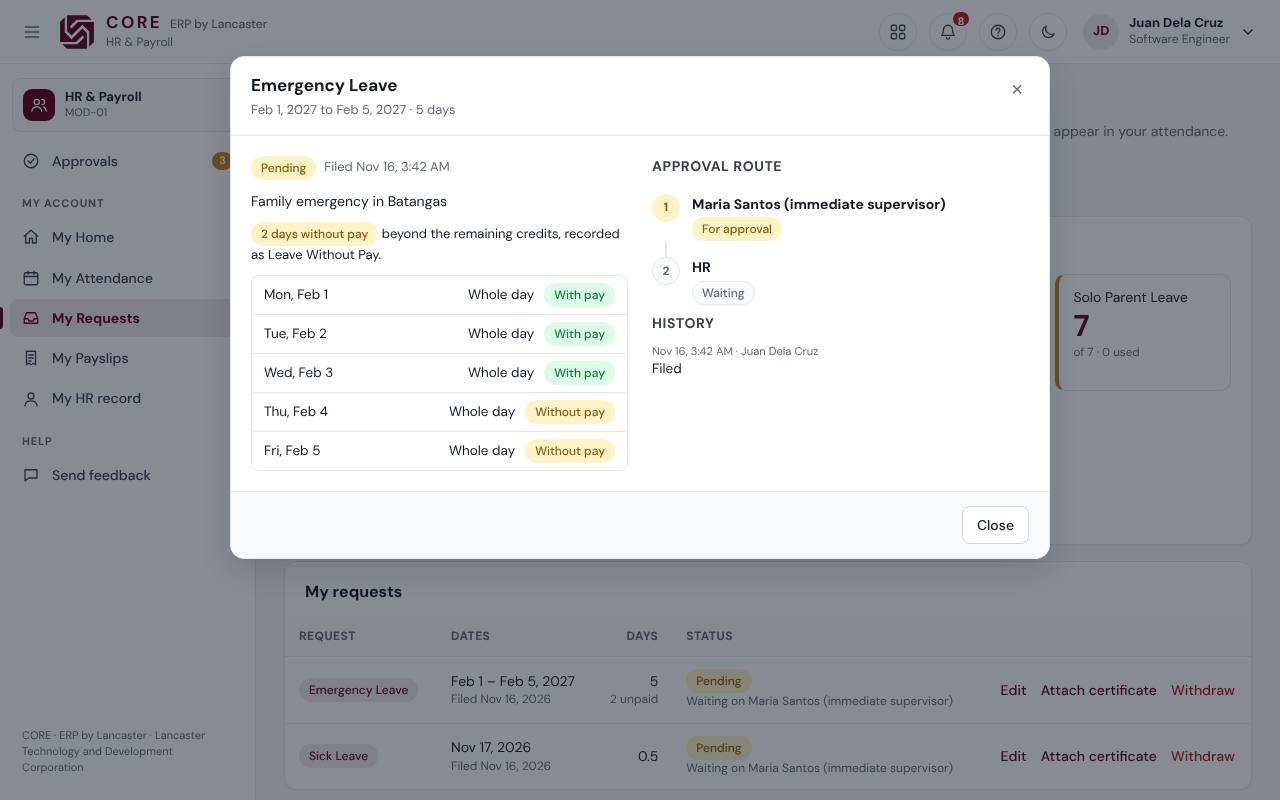 CORE ERP by Lancaster
HR & Payroll
8
JD
Juan Dela Cruz
Software Engineer
HR & Payroll
MOD-01
Approvals 3
MY ACCOUNT
My Home
My Attendance
My Requests
My Payslips
My HR record
HELP
Send feedback
CORE · ERP by Lancaster · Lancaster
Technology and Development
Corporation
Emergency Leave
Feb 1, 2027 to Feb 5, 2027 · 5 days
×
Pending Filed Nov 16, 3:42 AM
Family emergency in Batangas
2 days without pay beyond the remaining credits, recorded
as Leave Without Pay.
Mon, Feb 1 Whole day With pay
Tue, Feb 2 Whole day With pay
Wed, Feb 3 Whole day With pay
Thu, Feb 4 Whole day Without pay
Fri, Feb 5 Whole day Without pay
APPROVAL ROUTE
1 Maria Santos (immediate supervisor)
For approval
2 HR
Waiting
HISTORY
Nov 16, 3:42 AM · Juan Dela Cruz
Filed
Close
appear in your attendance.
Solo Parent Leave
7
of 7 · 0 used
My requests
REQUEST DATES DAYS STATUS
Emergency Leave Feb 1 – Feb 5, 2027 5 Pending Edit Attach certificate Withdraw
Filed Nov 16, 2026 2 unpaid Waiting on Maria Santos (immediate supervisor)
Sick Leave Nov 17, 2026 0.5 Pending Edit Attach certificate Withdraw
Filed Nov 16, 2026 Waiting on Maria Santos (immediate supervisor)